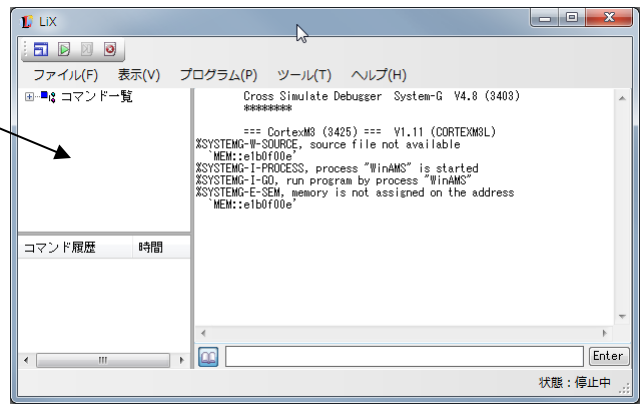 LiX
ファイル(F) 表示(V) プログラム(P) ツール(T) ヘルプ(H)
コマンド一覧
Cross Simulate Debugger System-G V4.8 (3403)
********
=== CortexM3 (3425) === V1.11 (CORTEXM3L)
%SYSTEMG-W-SOURCE, source file not available
`MEM::e1b0f00e'
%SYSTEMG-I-PROCESS, process "WinAMS" is started
%SYSTEMG-I-GO, run program by process "WinAMS"
%SYSTEMG-E-SEM, memory is not assigned on the address
`MEM::e1b0f00e'
コマンド履歴 時間
Enter
状態：停止中